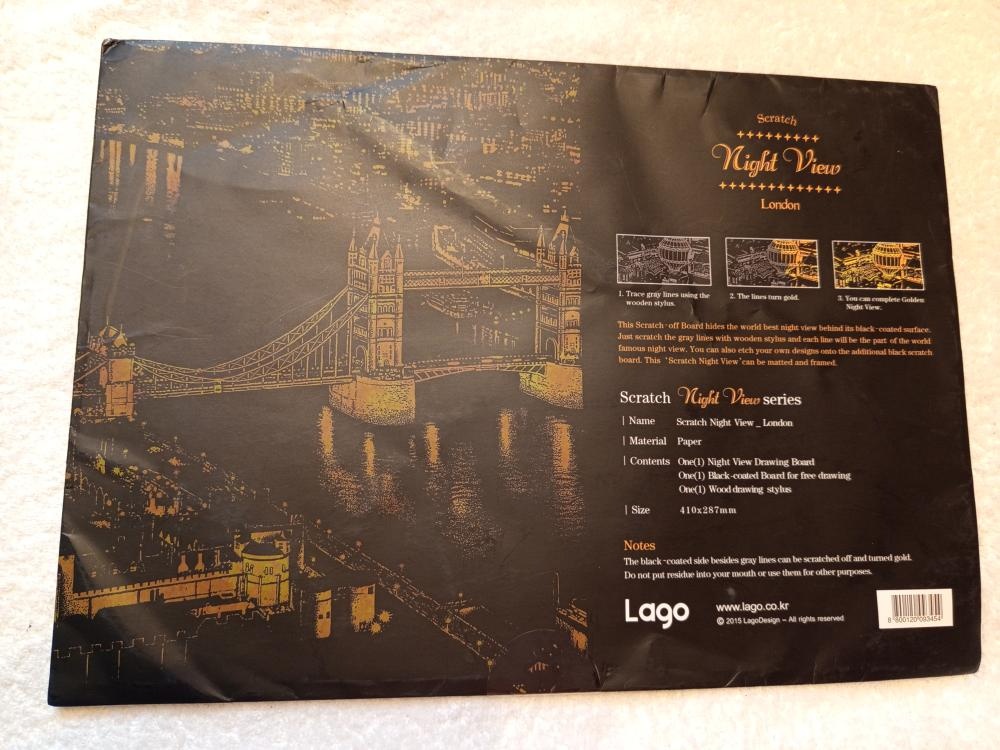 Scratch
Night View
London
1. Trace gray lines using the
wooden stylus.
2. The lines turn gold.
3. You can complete Golden
Night View.
This Scratch-off Board hides the world best night view behind its black-coated surface.
Just scratch the gray lines with wooden stylus and each line will be the part of the world
famous night view. You can also etch your own designs onto the additional black scratch
board. This 'Scratch Night View' can be matted and framed.
Scratch Night View series
| Name Scratch Night View _ London
| Material Paper
| Contents One(1) Night View Drawing Board
One(1) Black-coated Board for free drawing
One(1) Wood drawing stylus
| Size 410x287mm
Notes
The black-coated side besides gray lines can be scratched off and turned gold.
Do not put residue into your mouth or use them for other purposes.
Lago
www.lago.co.kr
© 2015 LagoDesign - All rights reserved
8 800120 093454